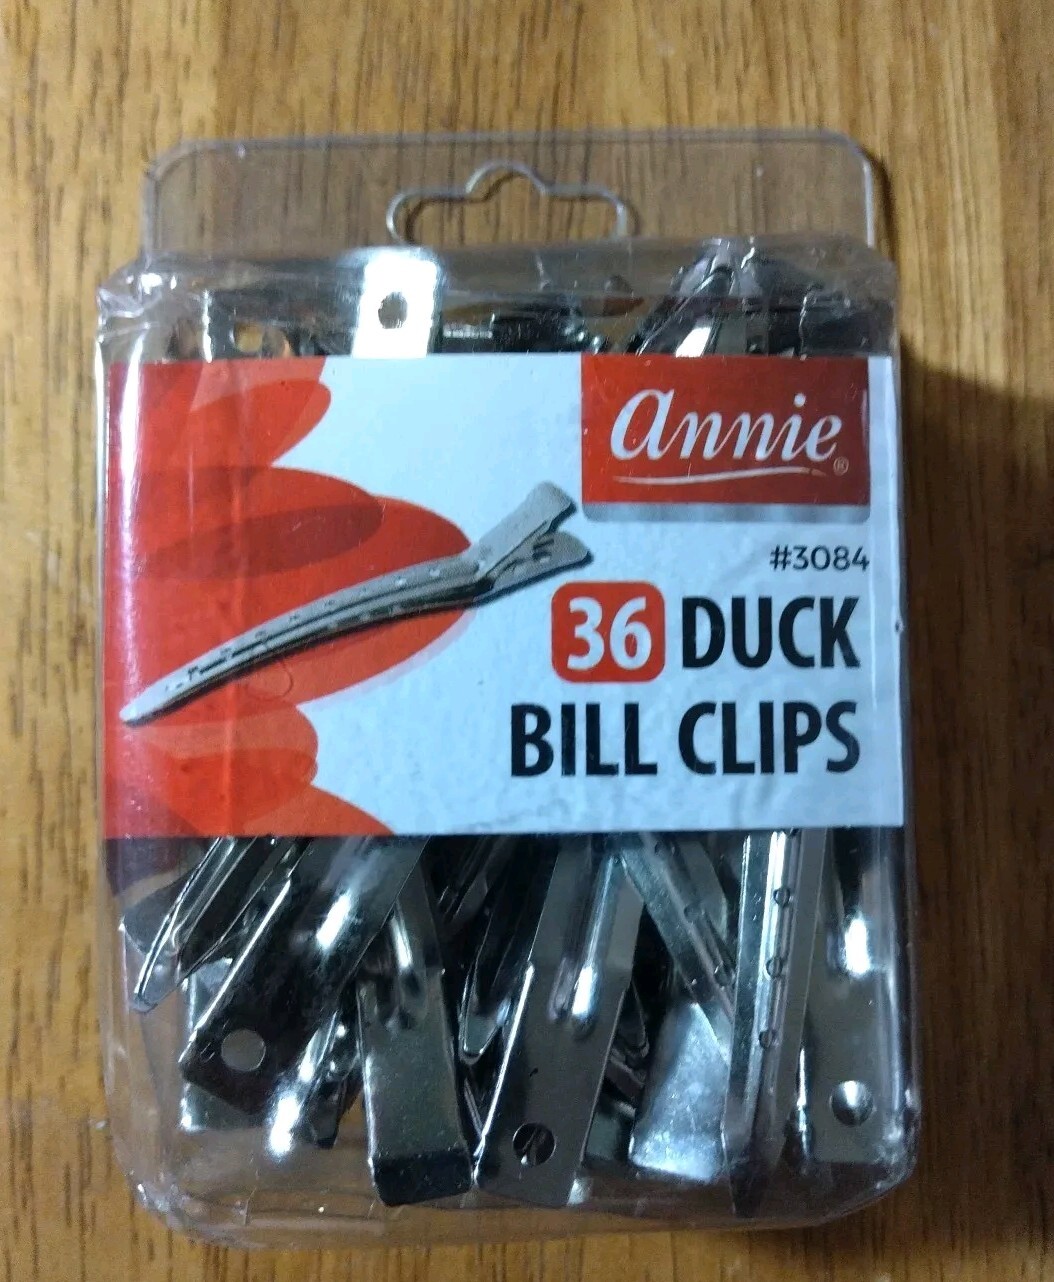 annie®
#3084
36 DUCK
BILL CLIPS